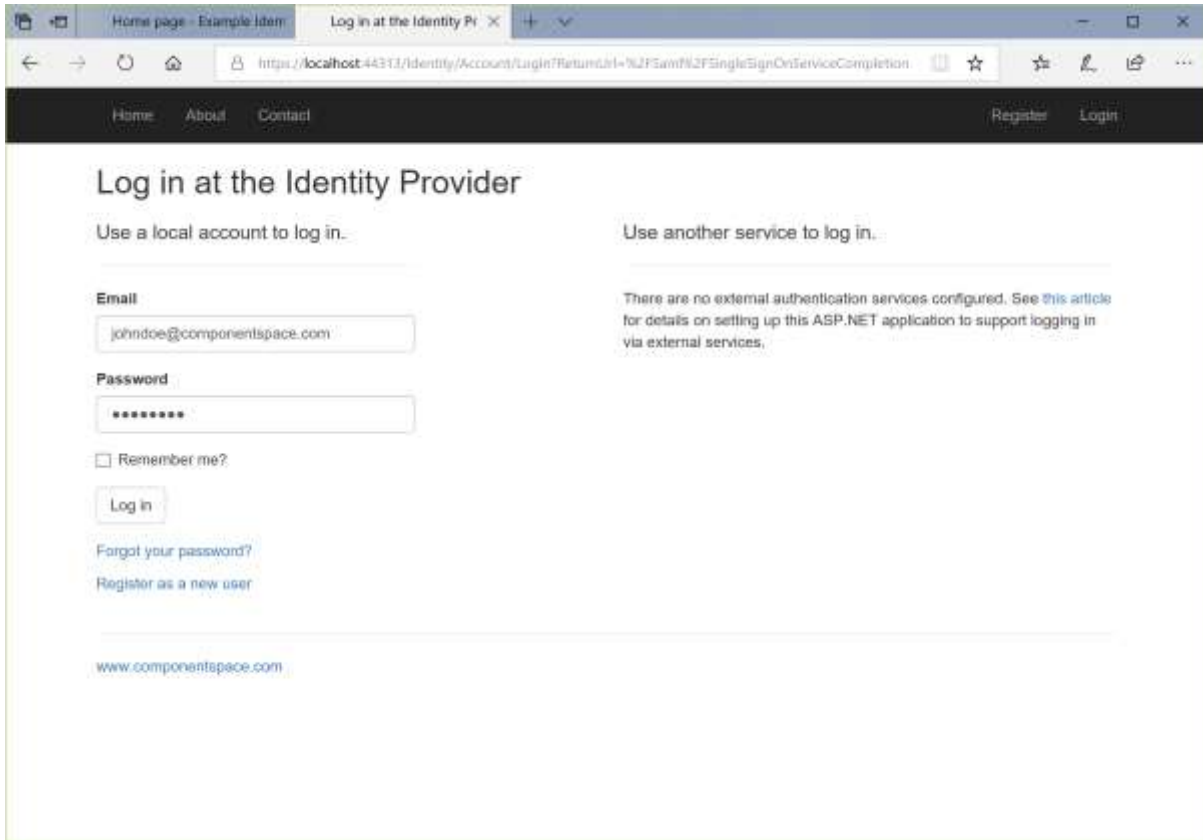 Home page - Example Iden
Log in at the Identity Pr
https://localhost:44313/Identity/Account/Login?ReturnUrl=%2FSaml%2FSingleSignOnServiceCompletion
Home About Contact Register Login
Log in at the Identity Provider
Use a local account to log in.
Email
johndoe@componentspace.com
Password
Remember me?
Log in
Forgot your password?
Register as a new user
Use another service to log in.
There are no external authentication services configured. See this article
for details on setting up this ASP.NET application to support logging in
via external services.
www.componentspace.com